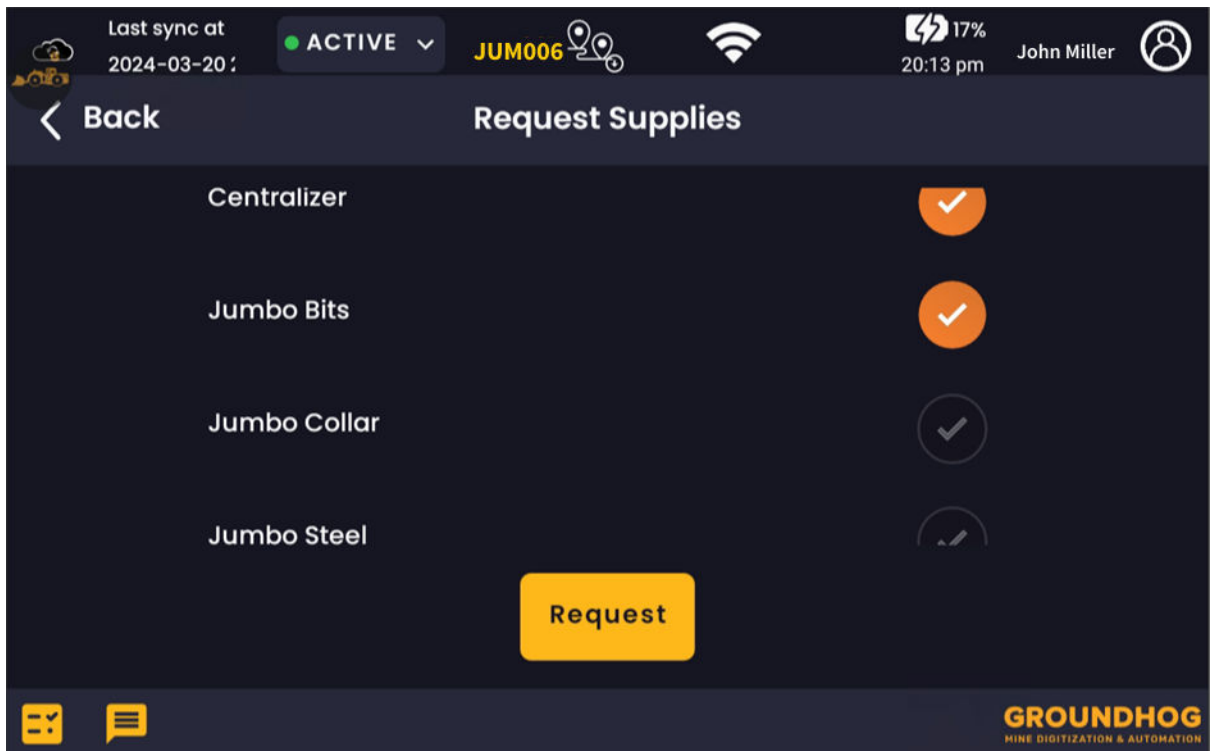 Last sync at
2024-03-20
ACTIVE
JUM006
17%
20:13 pm
John Miller
Back
Request Supplies
Centralizer
Jumbo Bits
Jumbo Collar
Jumbo Steel
Request
GROUNDHOG
MINE DIGITIZATION & AUTOMATION